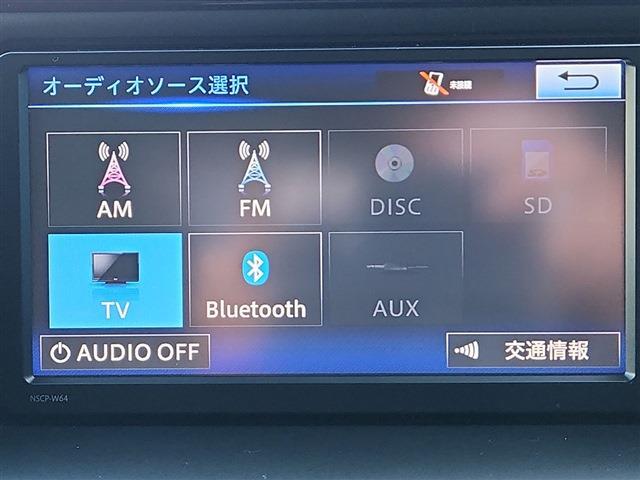 オーディオソース選択
未接続
AM
FM
DISC
SD
TV
Bluetooth
AUX
AUDIO OFF
交通情報
NSCP-W64